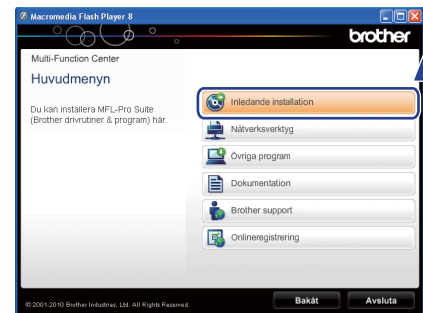 Macromedia Flash Player 8
brother
Multi-Function Center
Huvudmenyn
Du kan installera MFL-Pro Suite
(Brother drivrutiner & program) här.
Inledande installation
Nätverksverktyg
Övriga program
Dokumentation
Brother support
Onlineregistrering
© 2001-2010 Brother Industries, Ltd. All Rights Reserved.
Bakåt
Avsluta